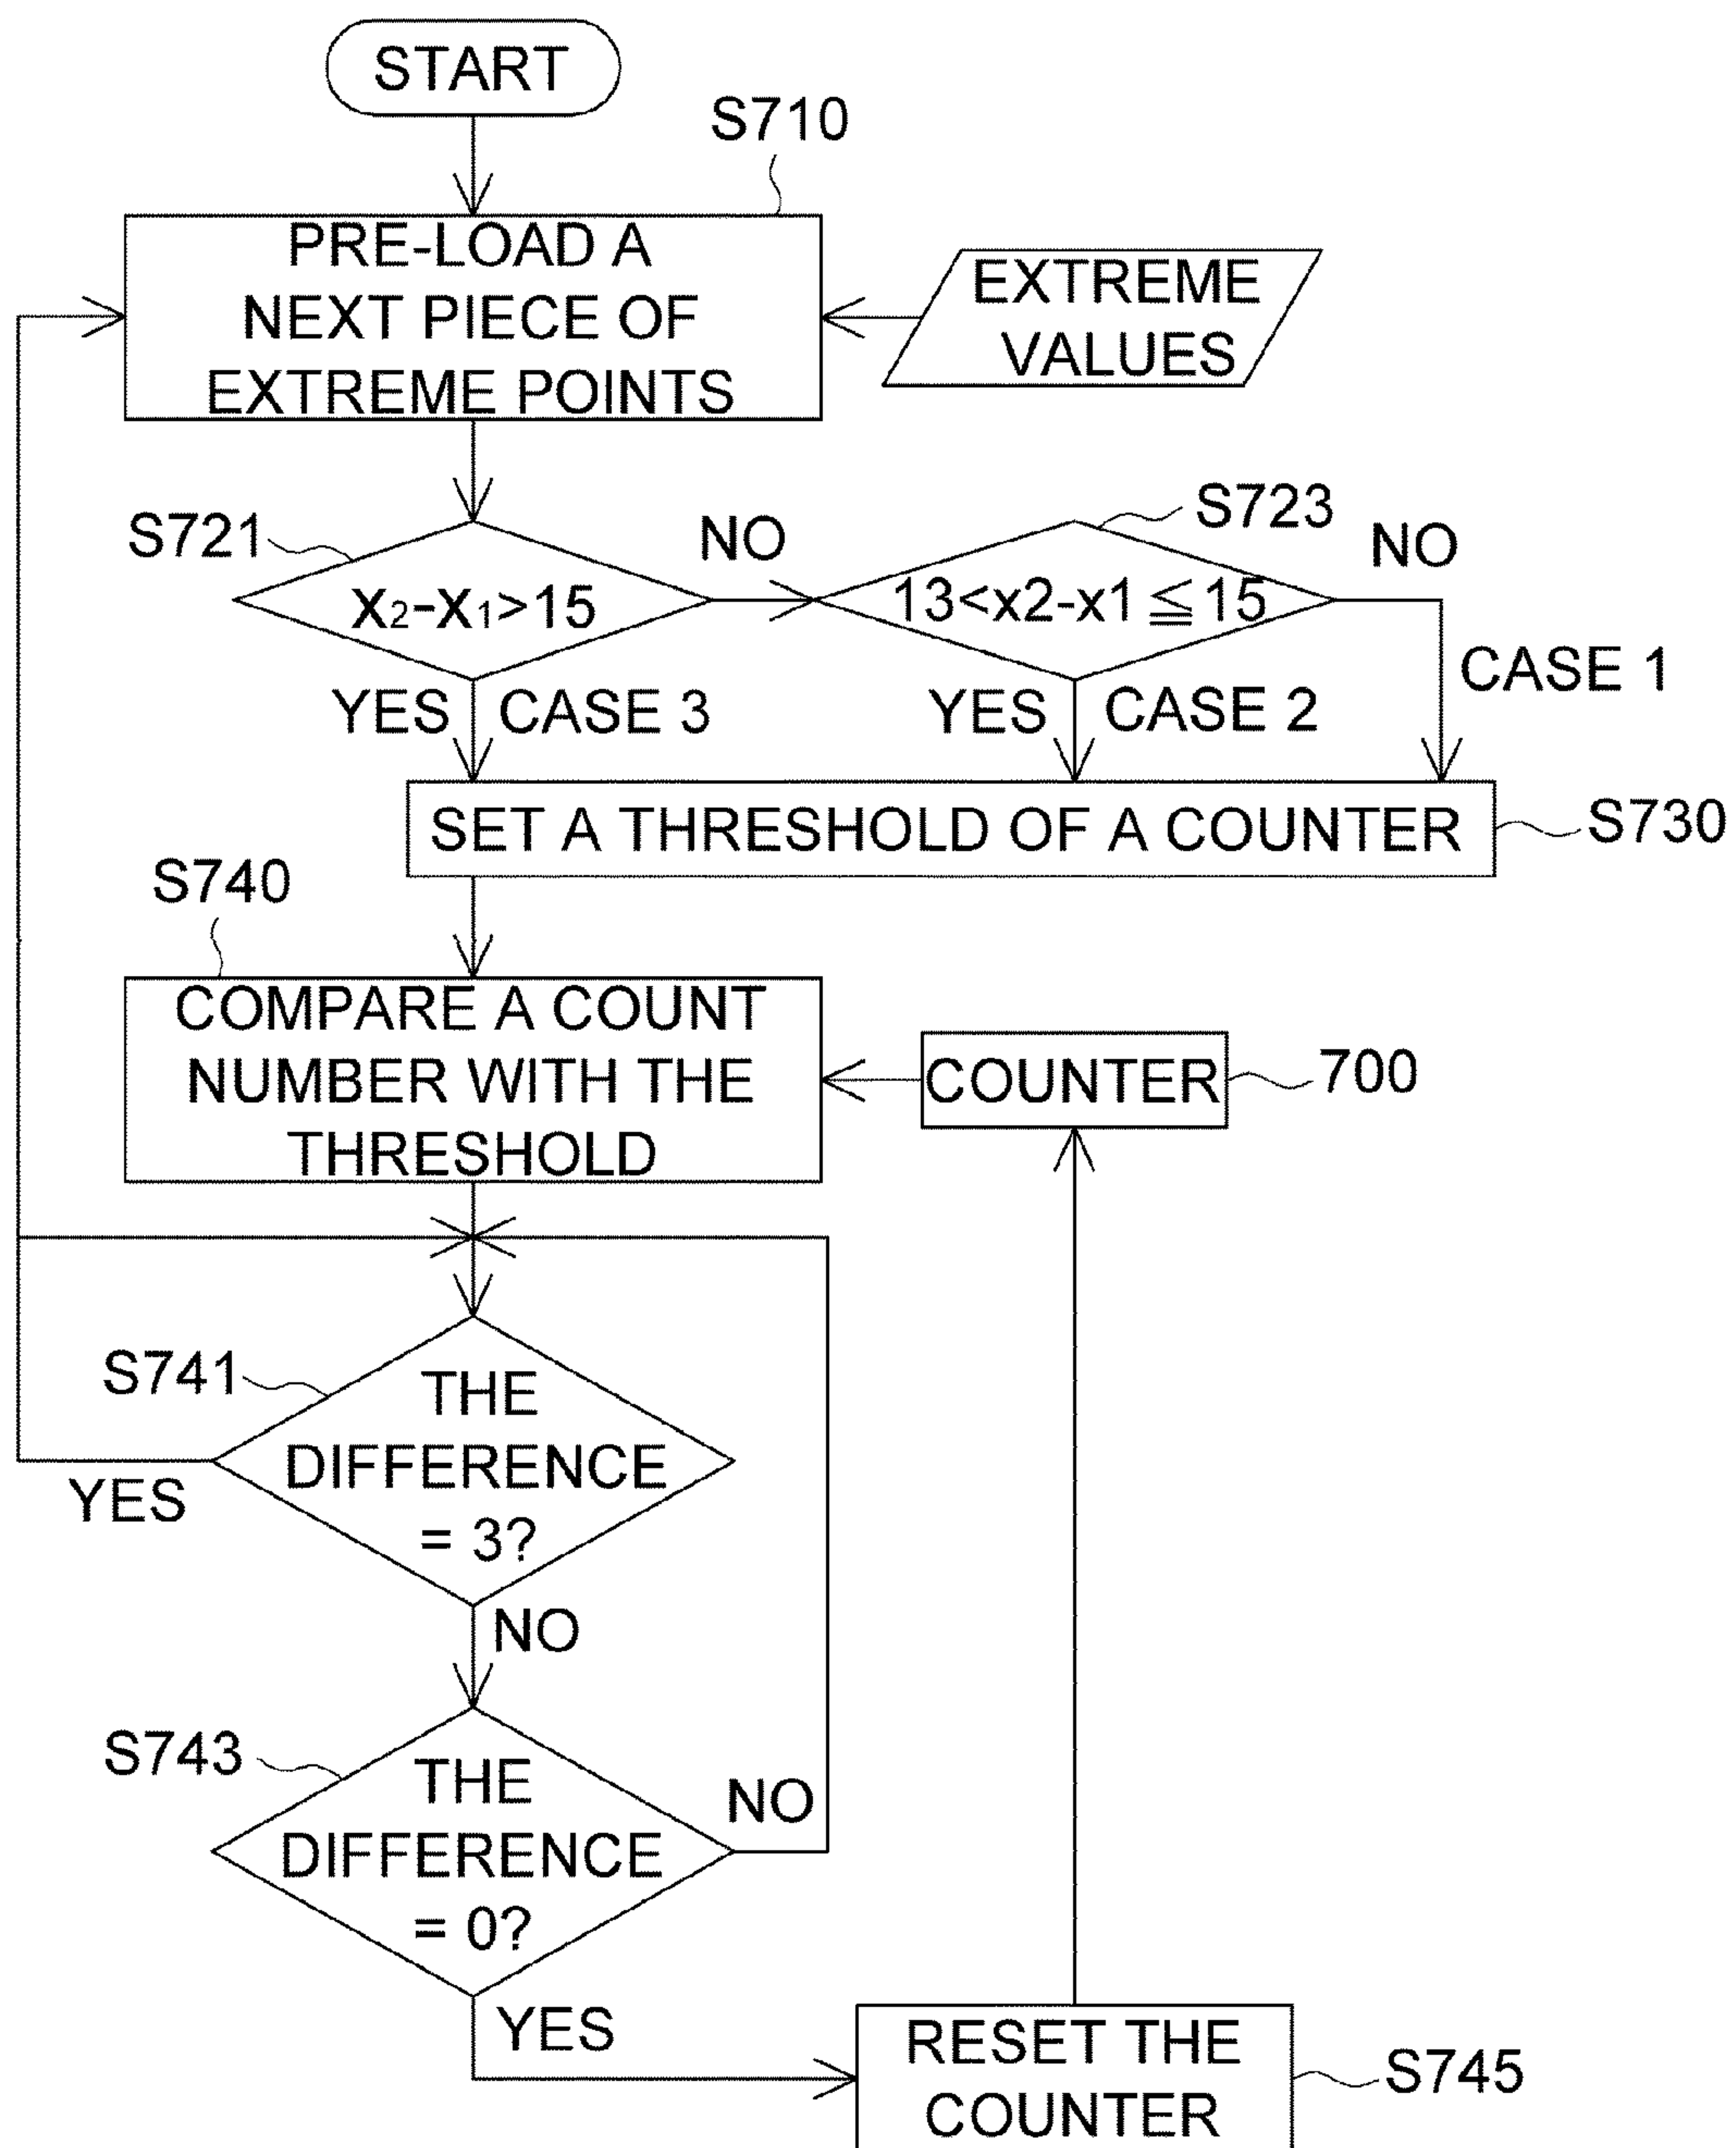 START
S710
PRE-LOAD A
NEXT PIECE OF
EXTREME POINTS
EXTREME
VALUES
S721
x2-x1>15
NO
S723
13<x2-x1≦15
NO
YES
CASE 3
YES
CASE 2
CASE 1
SET A THRESHOLD OF A COUNTER
S730
S740
COMPARE A COUNT
NUMBER WITH THE
THRESHOLD
COUNTER
700
S741
THE
DIFFERENCE
= 3?
YES
NO
S743
THE
DIFFERENCE
= 0?
NO
YES
RESET THE
COUNTER
S745